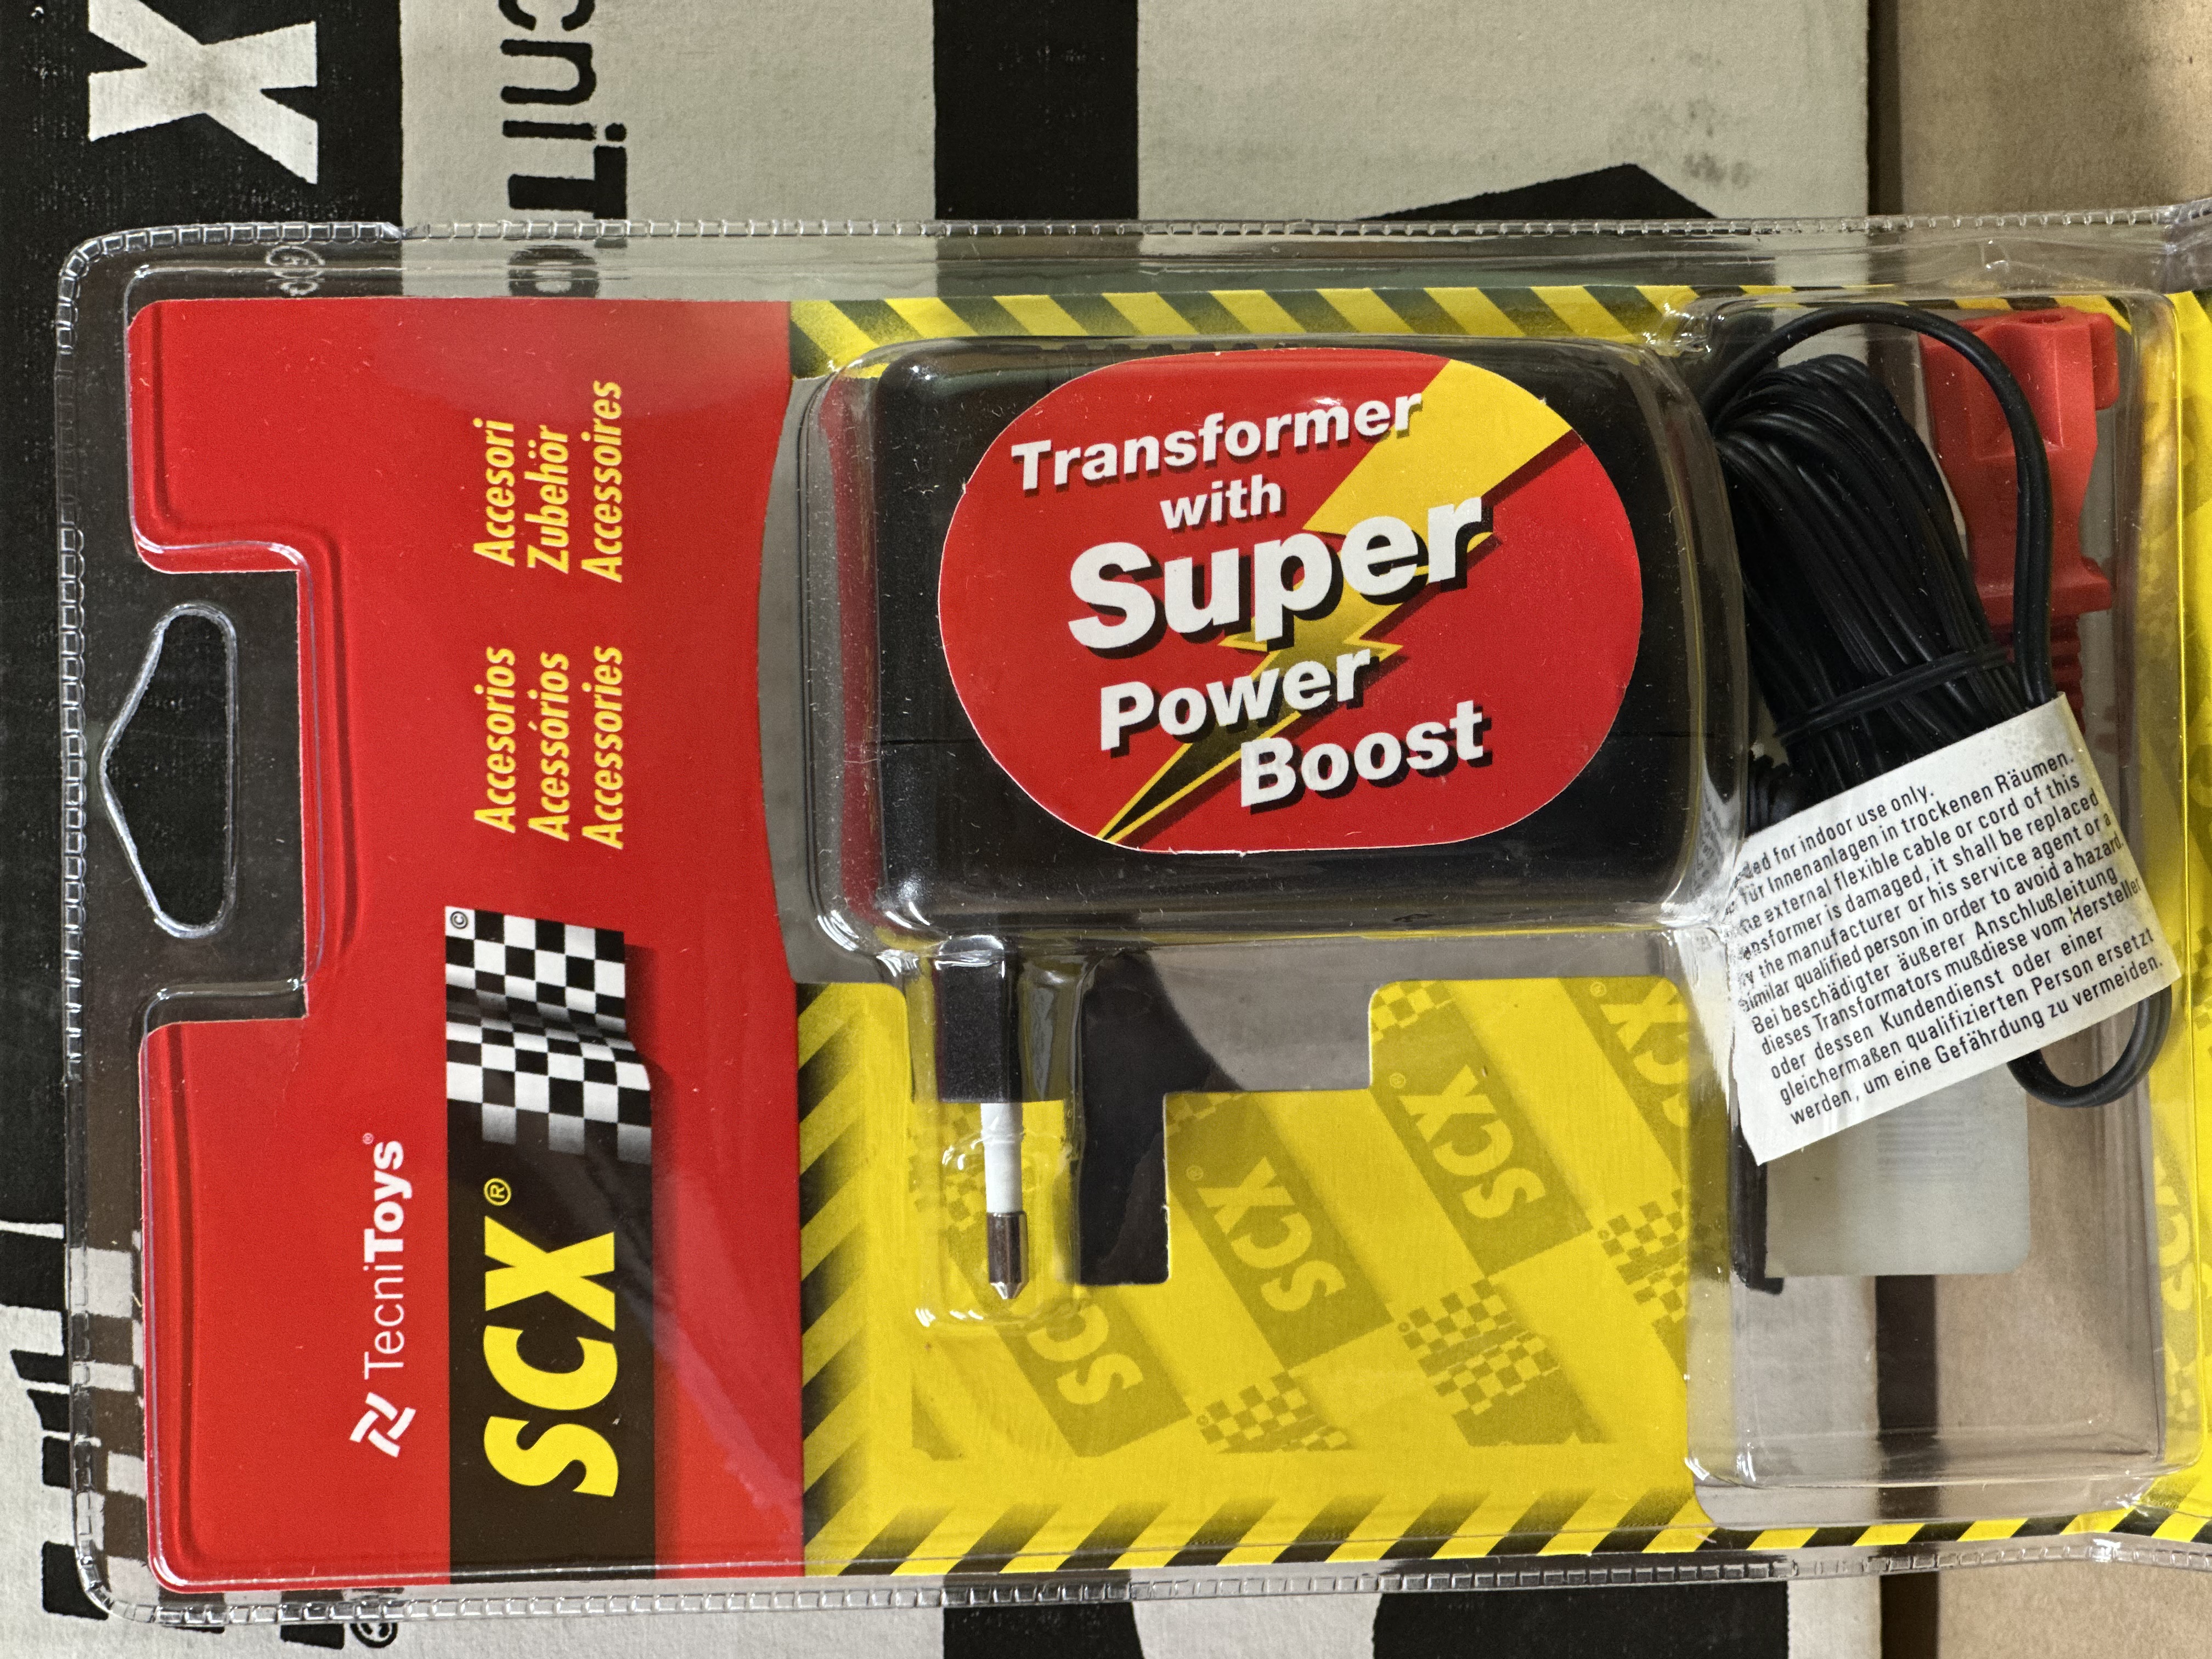 X
cniT
TecniToys®
SCX®
©
Accesorios
Acessórios
Accessories
Accesori
Zubehör
Accessoires
Transformer
with
Super
Power
Boost
for indoor use only.
für Innenanlagen in trockenen Räumen.
external flexible cable or cord of this
is damaged, it shall be replaced
the manufacturer or his service agent or a
similar qualified person in order to avoid a hazard.
Bei beschädigter äußerer Anschlußleitung
dieses Transformators mußdiese vom Hersteller
oder dessen Kundendienst oder einer
gleichermaßen qualifizierten Person ersetzt
werden, um eine Gefährdung zu vermeiden.
SCX
SCX
SCX
SCX